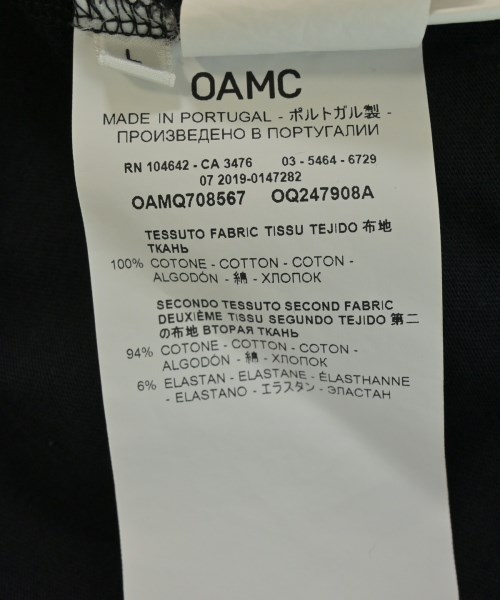 L
OAMC
MADE IN PORTUGAL - ポルトガル製 -
ПРОИЗВЕДЕНО В ПОРТУГАЛИИ
RN 104642 - CA 3476 03 - 5464 - 6729
07 2019-0147282
OAMQ708567 OQ247908A
TESSUTO FABRIC TISSU TEJIDO 布地
ТКАНЬ
100% COTONE - COTTON - COTON -
ALGODÓN - 綿 - ХЛОПОК
SECONDO TESSUTO SECOND FABRIC
DEUXIÈME TISSU SEGUNDO TEJIDO 第二
の布地 ВТОРАЯ ТКАНЬ
94% COTONE - COTTON - COTON -
ALGODÓN - 綿 - ХЛОПОК
6% ELASTAN - ELASTANE - ÉLASTHANNE
- ELASTANO - エラスタン - ЭЛАСТАН